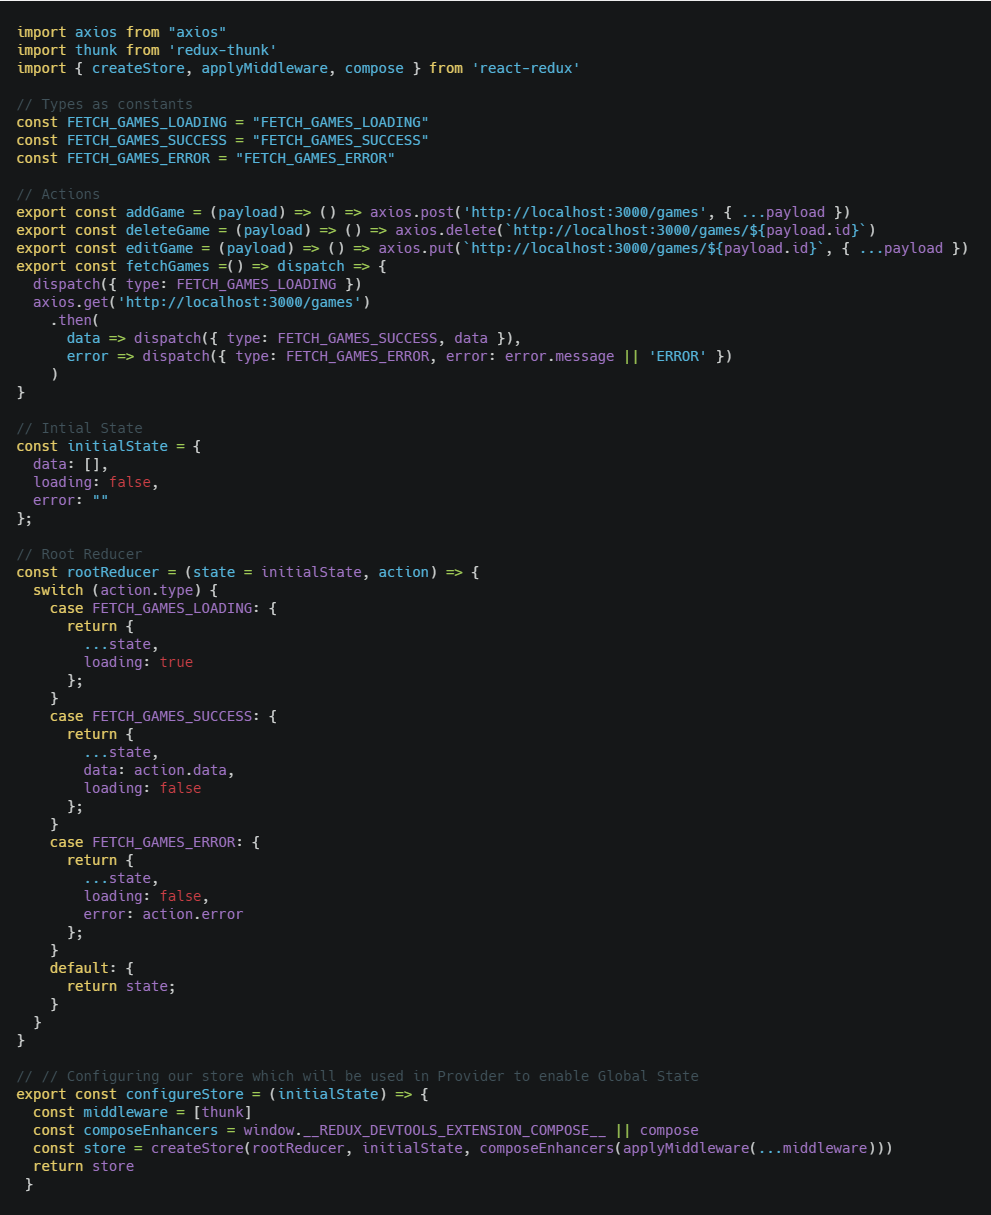 import axios from "axios"
import thunk from 'redux-thunk'
import { createStore, applyMiddleware, compose } from 'react-redux'

// Types as constants
const FETCH_GAMES_LOADING = "FETCH_GAMES_LOADING"
const FETCH_GAMES_SUCCESS = "FETCH_GAMES_SUCCESS"
const FETCH_GAMES_ERROR = "FETCH_GAMES_ERROR"

// Actions
export const addGame = (payload) => () => axios.post('http://localhost:3000/games', { ...payload })
export const deleteGame = (payload) => () => axios.delete(`http://localhost:3000/games/${payload.id}`)
export const editGame = (payload) => () => axios.put(`http://localhost:3000/games/${payload.id}`, { ...payload })
export const fetchGames =() => dispatch => {
  dispatch({ type: FETCH_GAMES_LOADING })
  axios.get('http://localhost:3000/games')
    .then(
      data => dispatch({ type: FETCH_GAMES_SUCCESS, data }),
      error => dispatch({ type: FETCH_GAMES_ERROR, error: error.message || 'ERROR' })
    )
}

// Intial State
const initialState = {
  data: [],
  loading: false,
  error: ""
};

// Root Reducer
const rootReducer = (state = initialState, action) => {
  switch (action.type) {
    case FETCH_GAMES_LOADING: {
      return {
        ...state,
        loading: true
      };
    }
    case FETCH_GAMES_SUCCESS: {
      return {
        ...state,
        data: action.data,
        loading: false
      };
    }
    case FETCH_GAMES_ERROR: {
      return {
        ...state,
        loading: false,
        error: action.error
      };
    }
    default: {
      return state;
    }
  }
}

// // Configuring our store which will be used in Provider to enable Global State
export const configureStore = (initialState) => {
  const middleware = [thunk]
  const composeEnhancers = window.__REDUX_DEVTOOLS_EXTENSION_COMPOSE__ || compose
  const store = createStore(rootReducer, initialState, composeEnhancers(applyMiddleware(...middleware)))
  return store
 }